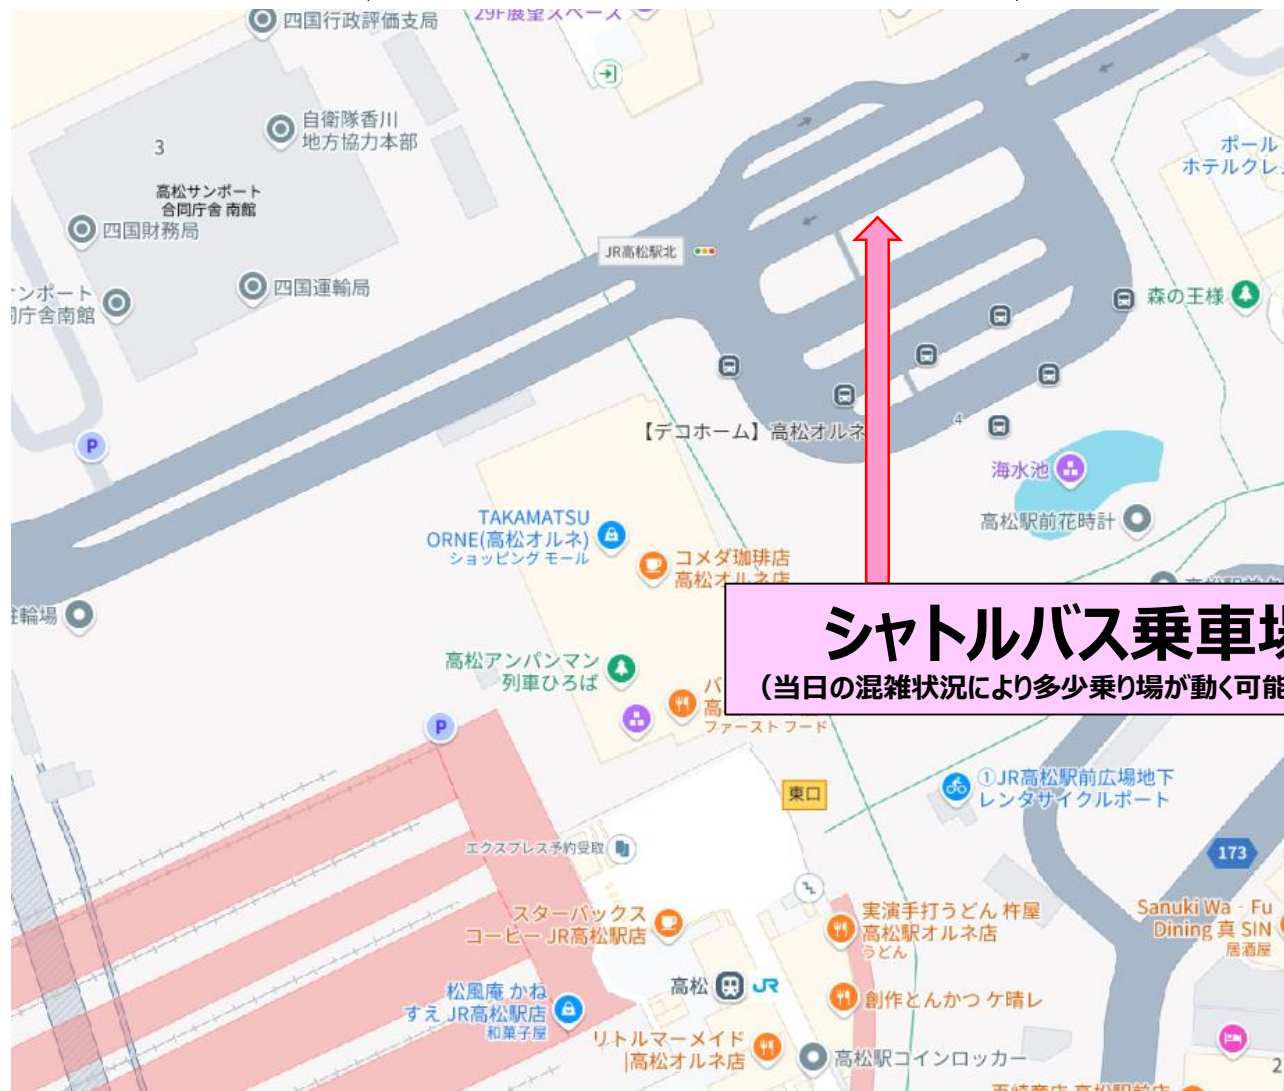 四国行政評価支局
29F展望スペース
自衛隊香川
地方協力本部
3
高松サンポート
合同庁舎 南館
四国財務局
四国運輸局
ンポート
庁舎南館
JR高松駅北
ポール
ホテルクレ
森の王様
P
【デコホーム】高松オルネ
4
海水池
高松駅前花時計
TAKAMATSU
ORNE(高松オルネ)
ショッピング モール
コメダ珈琲店
高松オルネ店
輪場
シャトルバス乗車場
(当日の混雑状況により多少乗り場が動く可能
高松アンパンマン
列車ひろば
バ
高
ファースト フード
P
東口
①JR高松駅前広場地下
レンタサイクルポート
エクスプレス予約受取
173
スターバックス
コーヒー JR高松駅店
実演手打うどん 杵屋
高松駅オルネ店
うどん
Sanuki Wa - Fu
Dining 真 SIN
居酒屋
高松
JR
松風庵 かね
すえ JR高松駅店
和菓子屋
創作とんかつ ケ晴レ
リトルマーメイド
|高松オルネ店
高松駅コインロッカー
2